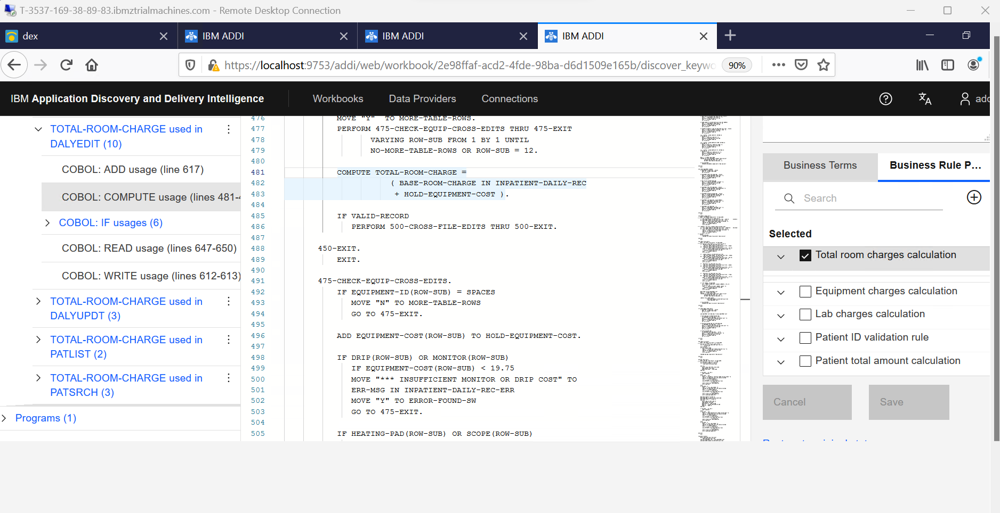 T-3537-169-38-89-83.ibmztrialmachines.com - Remote Desktop Connection
dex
IBM ADDI
IBM ADDI
IBM ADDI
https://localhost:9753/addi/web/workbook/2e98ffaf-acd2-4fde-98ba-d6d1509e165b/discover_keywo
90%
IBM Application Discovery and Delivery Intelligence
Workbooks
Data Providers
Connections
add
TOTAL-ROOM-CHARGE used in
DALYEDIT (10)
COBOL: ADD usage (line 617)
COBOL: COMPUTE usage (lines 481-4
COBOL: IF usages (6)
COBOL: READ usage (lines 647-650)
COBOL: WRITE usage (lines 612-613)
TOTAL-ROOM-CHARGE used in
DALYUPDT (3)
TOTAL-ROOM-CHARGE used in
PATLIST (2)
TOTAL-ROOM-CHARGE used in
PATSRCH (3)
Programs (1)
476 MOVE "Y" TO MORE-TABLE-ROWS.
477 PERFORM 475-CHECK-EQUIP-CROSS-EDITS THRU 475-EXIT
478 VARYING ROW-SUB FROM 1 BY 1 UNTIL
479 NO-MORE-TABLE-ROWS OR ROW-SUB = 12.
480
481 COMPUTE TOTAL-ROOM-CHARGE =
482 ( BASE-ROOM-CHARGE IN INPATIENT-DAILY-REC
483 + HOLD-EQUIPMENT-COST ).
484
485 IF VALID-RECORD
486 PERFORM 500-CROSS-FILE-EDITS THRU 500-EXIT.
487
488 450-EXIT.
489 EXIT.
490
491 475-CHECK-EQUIP-CROSS-EDITS.
492 IF EQUIPMENT-ID(ROW-SUB) = SPACES
493 MOVE "N" TO MORE-TABLE-ROWS
494 GO TO 475-EXIT.
495
496 ADD EQUIPMENT-COST(ROW-SUB) TO HOLD-EQUIPMENT-COST.
497
498 IF DRIP(ROW-SUB) OR MONITOR(ROW-SUB)
499 IF EQUIPMENT-COST(ROW-SUB) < 19.75
500 MOVE "*** INSUFFICIENT MONITOR OR DRIP COST" TO
501 ERR-MSG IN INPATIENT-DAILY-REC-ERR
502 MOVE "Y" TO ERROR-FOUND-SW
503 GO TO 475-EXIT.
504
505 IF HEATING-PAD(ROW-SUB) OR SCOPE(ROW-SUB)
Business Terms
Business Rule P...
Search
Selected
Total room charges calculation
Equipment charges calculation
Lab charges calculation
Patient ID validation rule
Patient total amount calculation
Cancel
Save